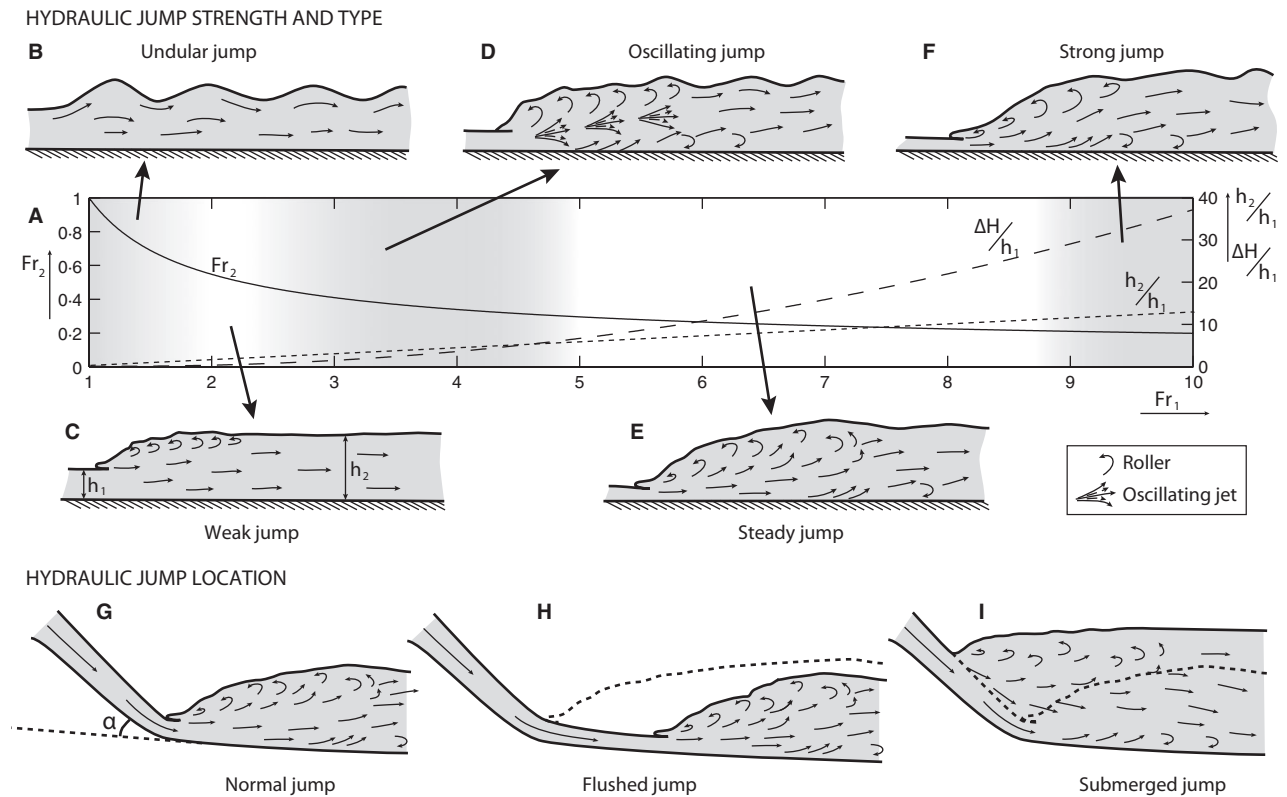 HYDRAULIC JUMP STRENGTH AND TYPE
B Undular jump
D Oscillating jump
F Strong jump
A
1
0·8
0·6
0·4
0·2
0
Fr₂
Fr₂
ΔH/h₁
h₂/h₁
40
30
20
10
0
h₂/h₁
ΔH/h₁
1 2 3 4 5 6 7 8 9 10
Fr₁
C
h₁
h₂
Weak jump
E
Steady jump
Roller
Oscillating jet
HYDRAULIC JUMP LOCATION
G
α
Normal jump
H
Flushed jump
I
Submerged jump